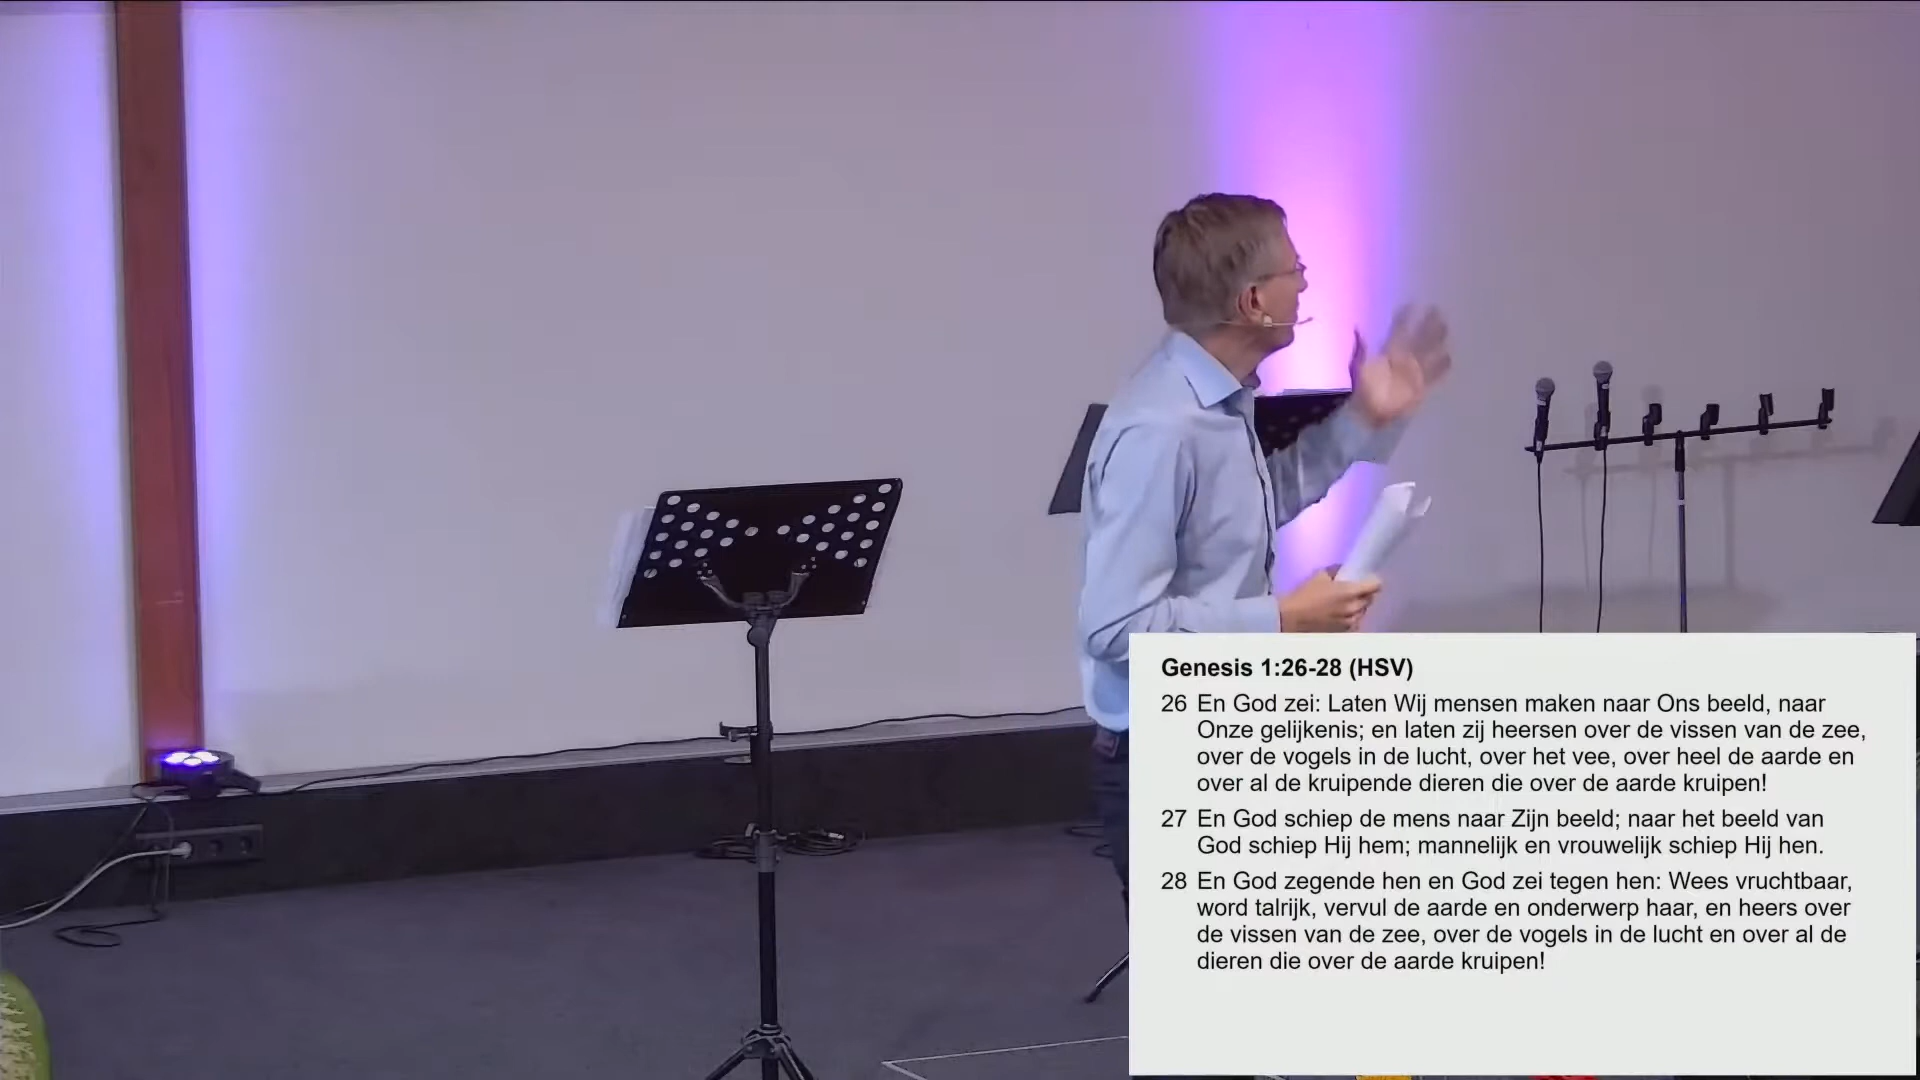 Genesis 1:26-28 (HSV)
26 En God zei: Laten Wij mensen maken naar Ons beeld, naar
Onze gelijkenis; en laten zij heersen over de vissen van de zee,
over de vogels in de lucht, over het vee, over heel de aarde en
over al de kruipende dieren die over de aarde kruipen!
27 En God schiep de mens naar Zijn beeld; naar het beeld van
God schiep Hij hem; mannelijk en vrouwelijk schiep Hij hen.
28 En God zegende hen en God zei tegen hen: Wees vruchtbaar,
word talrijk, vervul de aarde en onderwerp haar, en heers over
de vissen van de zee, over de vogels in de lucht en over al de
dieren die over de aarde kruipen!